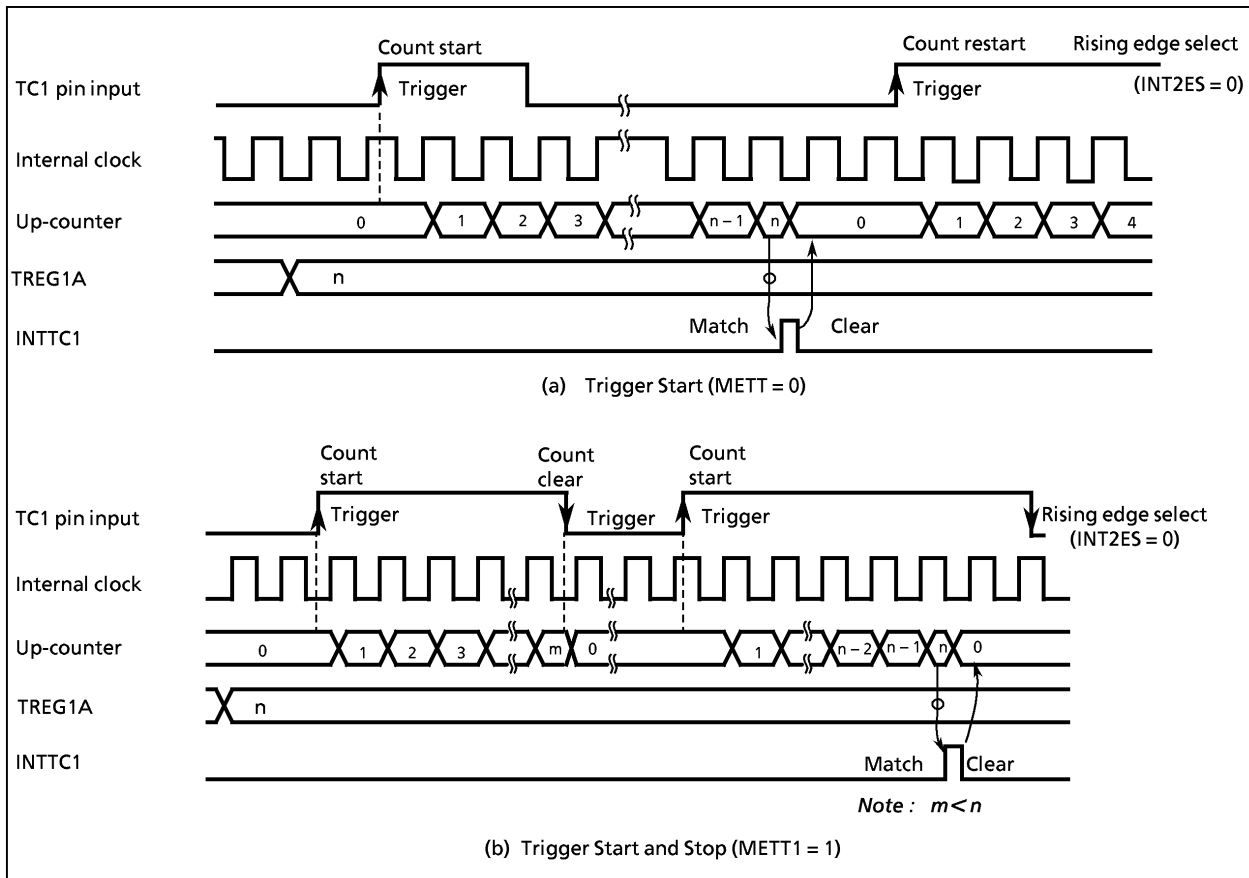 Count start
Count restart
Rising edge select
TC1 pin input
Trigger
Trigger
(INT2ES = 0)
Internal clock
Up-counter
0
1
2
3
n – 1
n
0
1
2
3
4
TREG1A
n
INTTC1
Match
Clear
(a) Trigger Start (METT = 0)
Count
start
Count
clear
Count
start
TC1 pin input
Trigger
Trigger
Trigger
Rising edge select
(INT2ES = 0)
Internal clock
Up-counter
0
1
2
3
m
0
1
n – 2
n – 1
n
0
TREG1A
n
INTTC1
Match
Clear
Note : m < n
(b) Trigger Start and Stop (METT1 = 1)